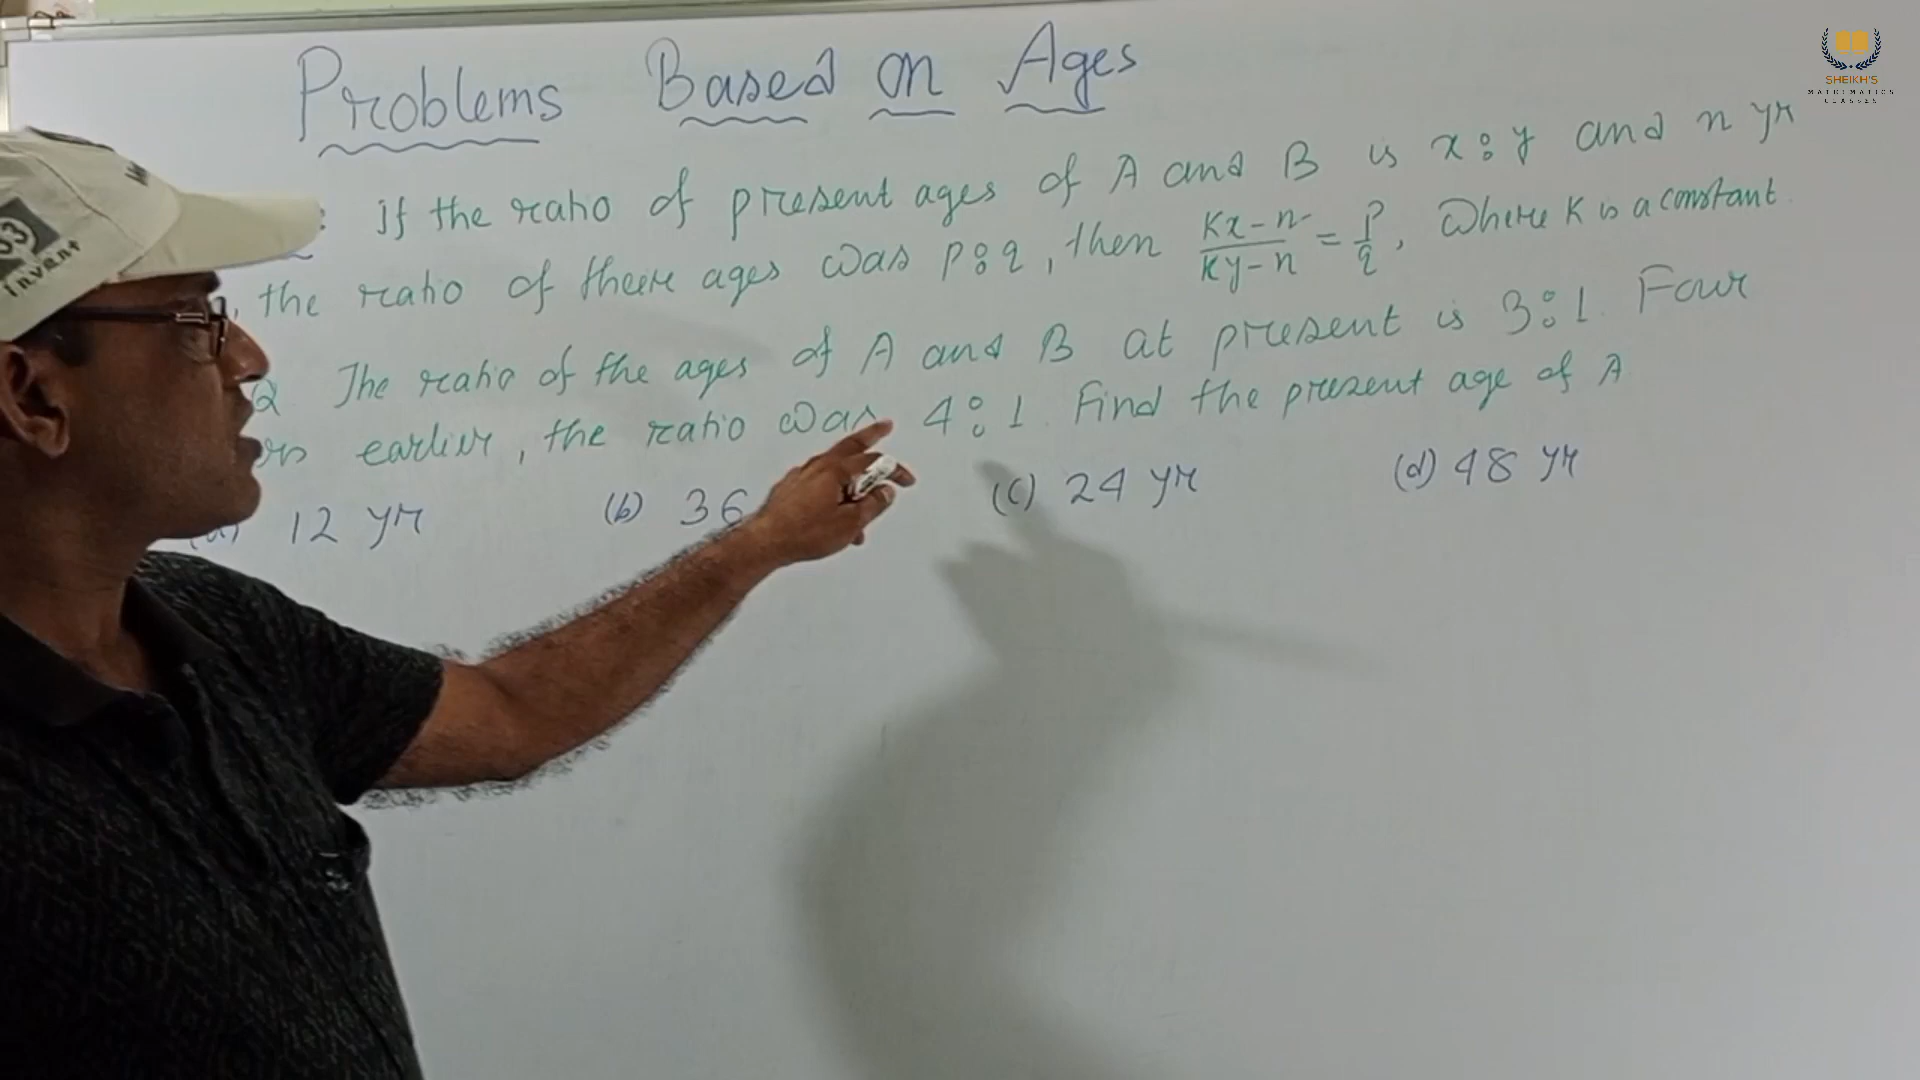 Problems Based on Ages
: If the ratio of present ages of A and B is x:y and n yr
, the ratio of there ages was p:q, then Kx-n/Ky-n = P/q, Where K is a constant.
Q. The ratio of the ages of A and B at present is 3:1. Four
earlier, the ratio was 4:1. Find the present age of A
(a) 12 yr (b) 36 (c) 24 yr (d) 48 yr
SHEIKH'S
MATHEMATICS
CLASSES
33
Invent